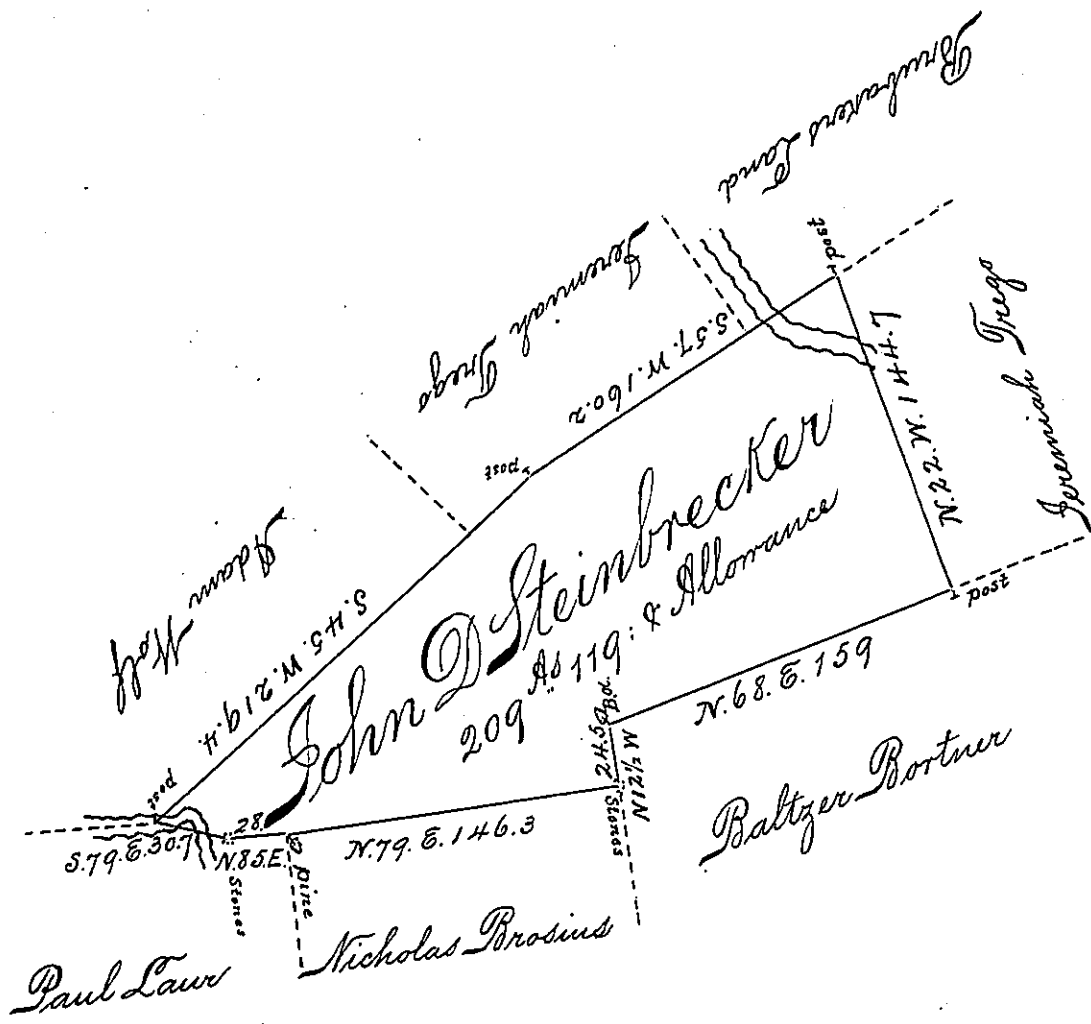 Brubakers Land
post
Jeremiah Trego
S.57.W.160.2
N.22.W.144.7
Jeremiah Trego
post
post
Adam Wolf
S.45.W.219.4.
John D Steinbrecker
209 As 119: & Allowance
N.68.E.159
24.5
N12½W
Stones
Baltzer Bortner
post
S.79.E.30.7
28.
N.85.E.
Stones
pine
N.79.E.146.3
Nicholas Brosius
Paul Laur